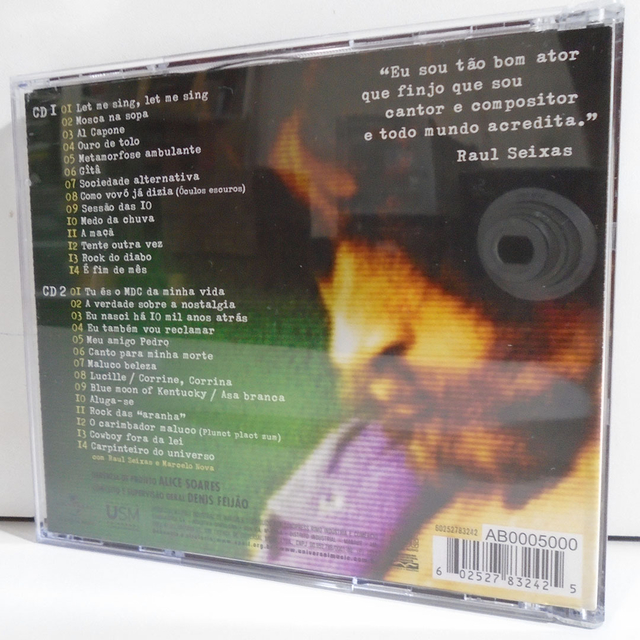 "Eu sou tão bom ator
que finjo que sou
cantor e compositor
e todo mundo acredita."
Raul Seixas
CD 1 01 Let me sing, let me sing
02 Mosca na sopa
03 Al Capone
04 Ouro de tolo
05 Metamorfose ambulante
06 Gîtâ
07 Sociedade alternativa
08 Como vovó já dizia (Óculos escuros)
09 Sessão das 10
10 Medo da chuva
11 A maçã
12 Tente outra vez
13 Rock do diabo
14 É fim de mês
CD 2 01 Tu és o MDC da minha vida
02 A verdade sobre a nostalgia
03 Eu nasci há 10 mil anos atrás
04 Eu também vou reclamar
05 Meu amigo Pedro
06 Canto para minha morte
07 Maluco beleza
08 Lucille / Corrine, Corrina
09 Blue moon of Kentucky / Asa branca
10 Aluga-se
11 Rock das "aranha"
12 O carimbador maluco (Plunct plact zum)
13 Cowboy fora da lei
14 Carpinteiro do universo
com Raul Seixas e Marcelo Nova
ALICE SOARES
DENIS FEIJÃO
USM
www.universalmusic.com
60252783242
AB0005000
6 02527 83242 5